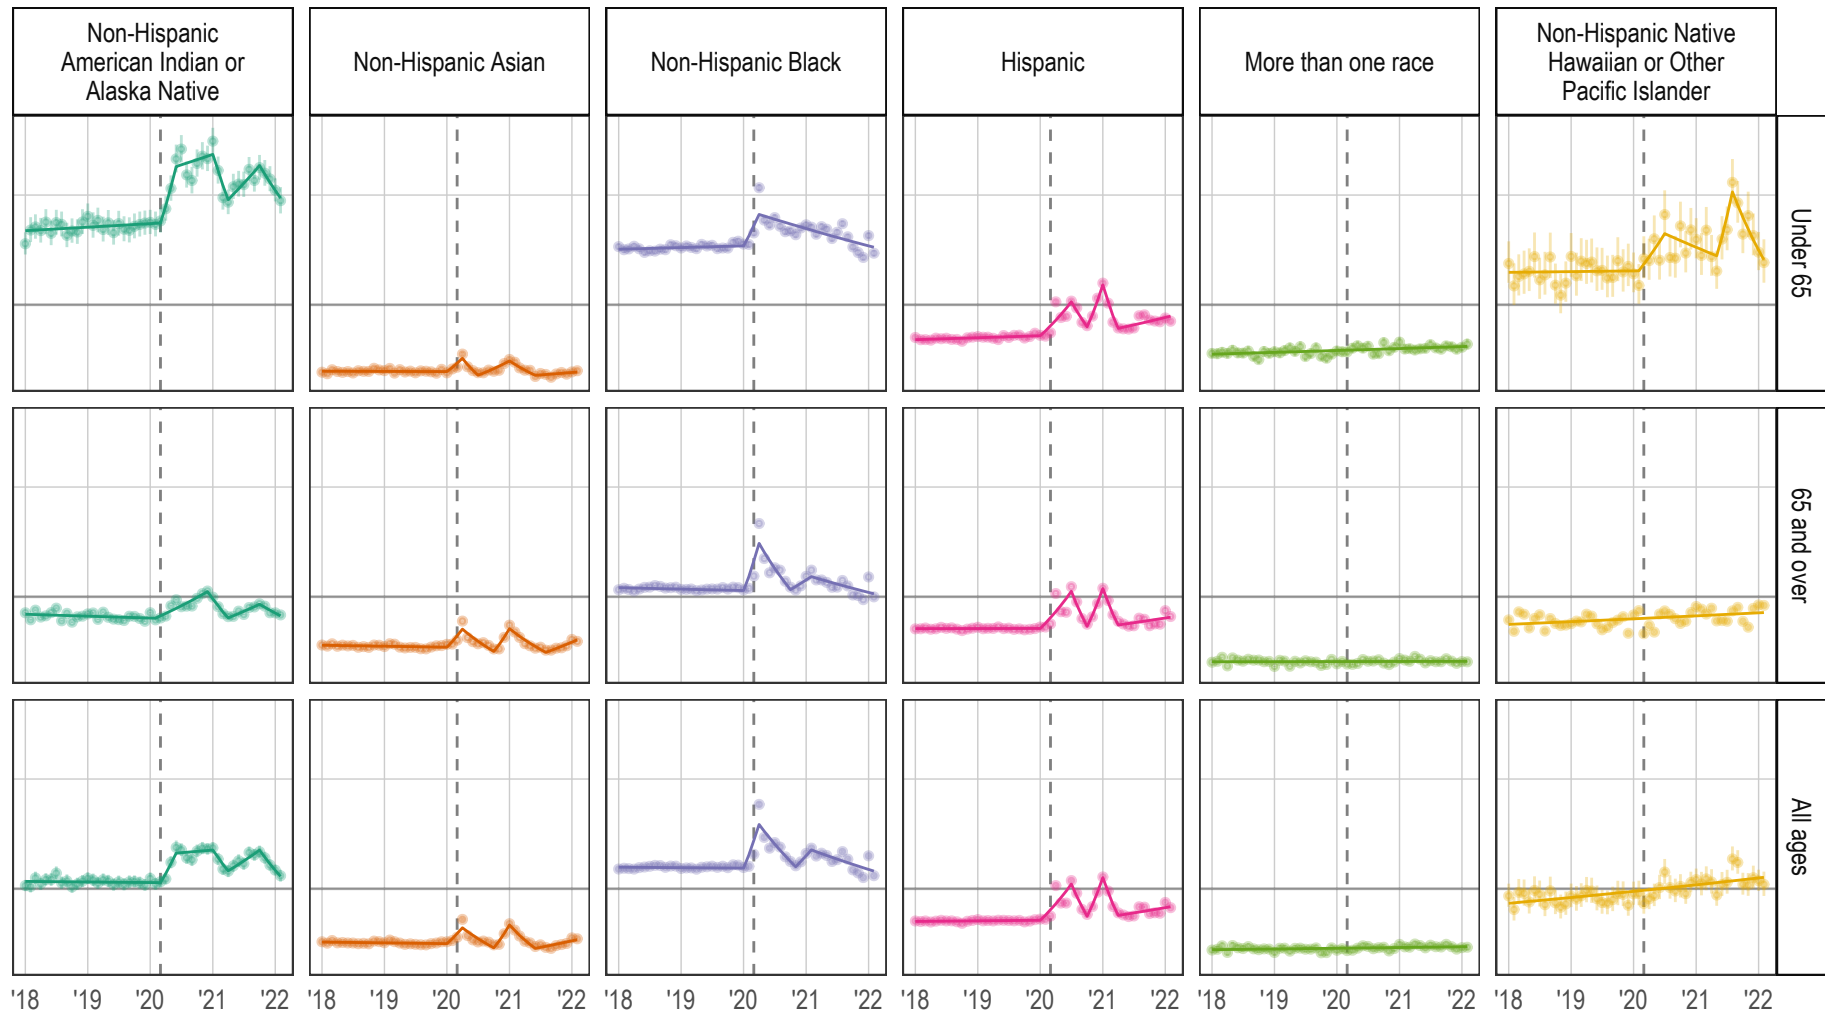 Non-Hispanic
American Indian or
Alaska Native
Non-Hispanic Asian
Non-Hispanic Black
Hispanic
More than one race
Non-Hispanic Native
Hawaiian or Other
Pacific Islander
Under 65
65 and over
All ages
'18 '19 '20 '21 '22
'18 '19 '20 '21 '22
'18 '19 '20 '21 '22
'18 '19 '20 '21 '22
'18 '19 '20 '21 '22
'18 '19 '20 '21 '22